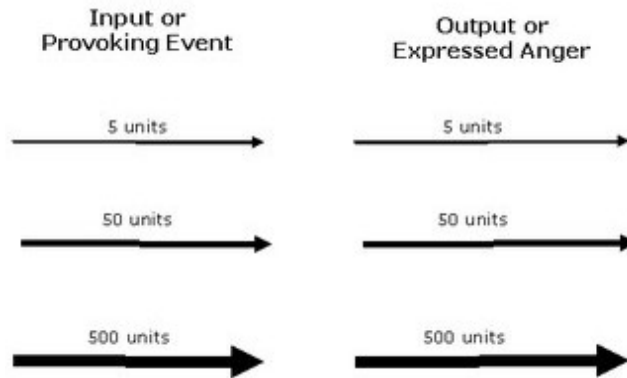 Input or
Provoking Event
Output or
Expressed Anger
5 units
5 units
50 units
50 units
500 units
500 units